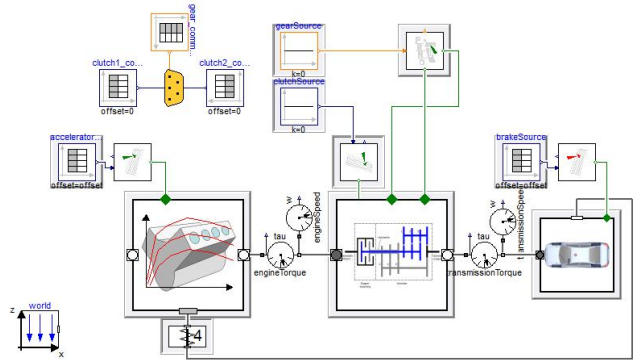 gear_comm...
clutch1_co...
clutch2_co...
offset=0
offset=0
gearSource
k=0
clutchSource
k=0
accelerator...
offset=offset
brakeSource
offset=offset
w
engineSpeed
tau
engineTorque
w
transmissionSpeed
tau
transmissionTorque
4
world
z
x